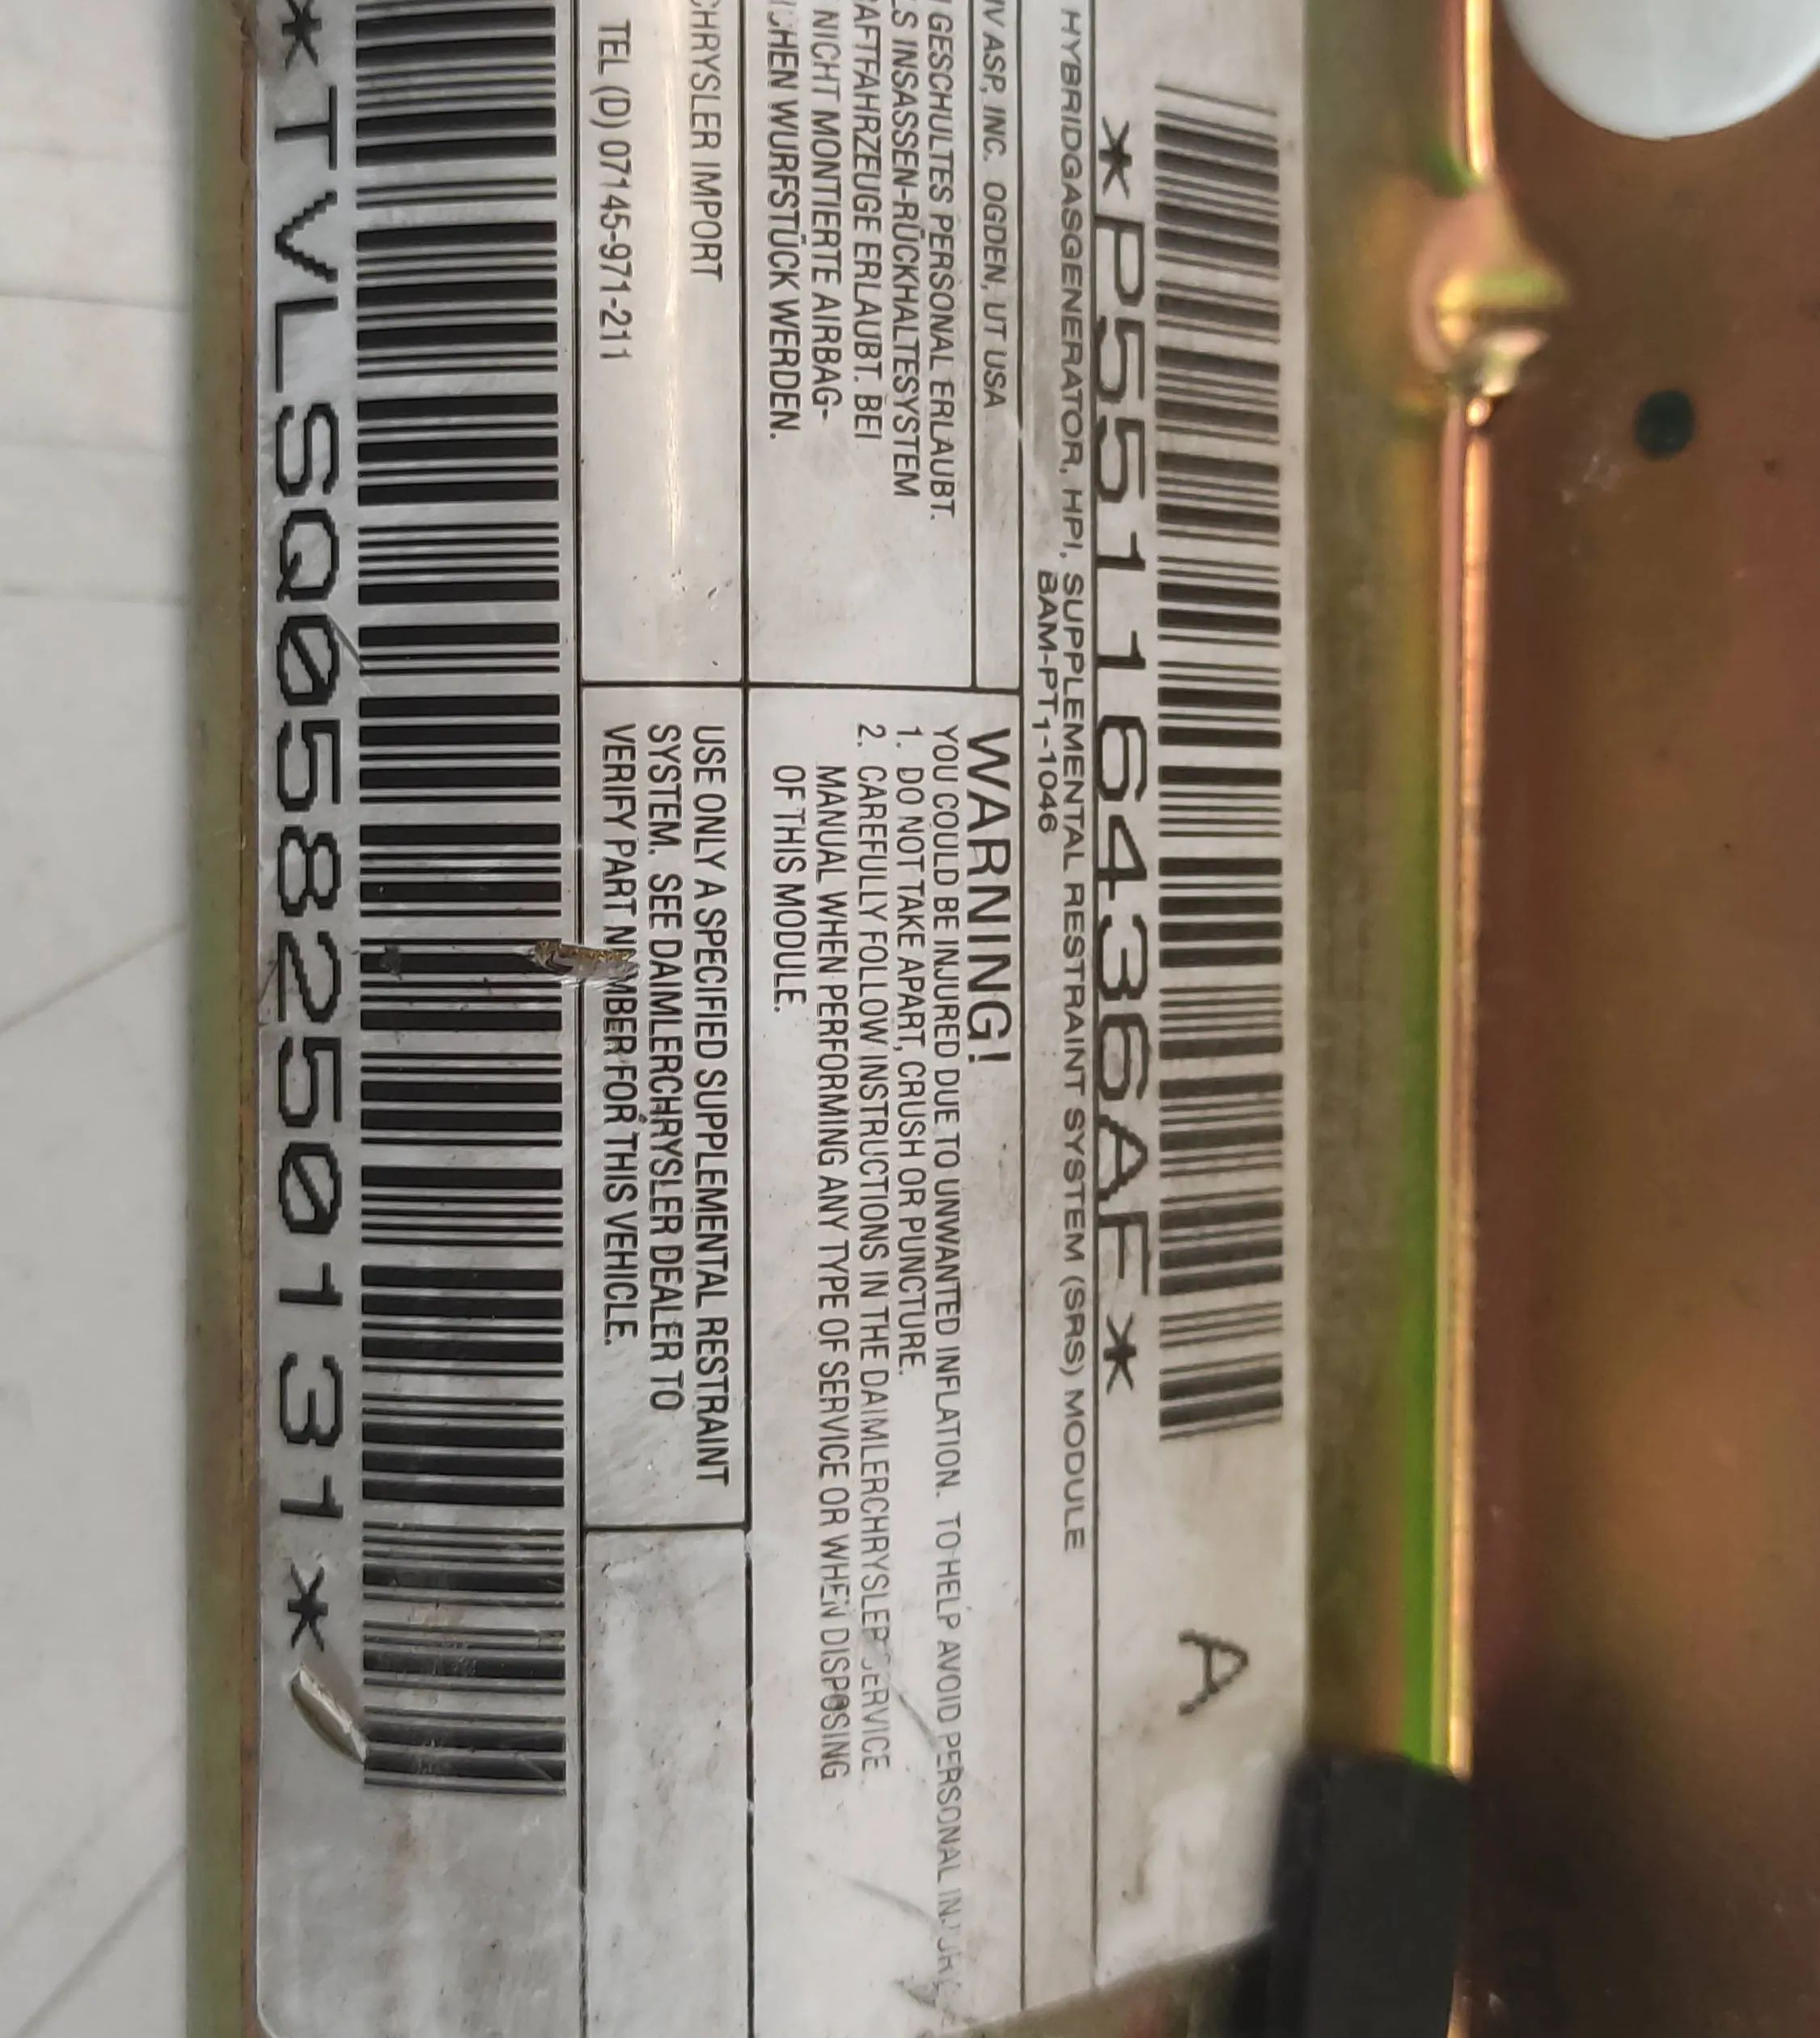 A
*P55116436AF*
HYBRIDGASGENERATOR, HPI, SUPPLEMENTAL RESTRAINT SYSTEM (SRS) MODULE
BAM-PT1-1046
ASP, INC. OGDEN, UT USA
GESCHULTES PERSONAL ERLAUBT.
INSASSEN-RÜCKHALTESYSTEM
ERLAUBT. BEI
NICHT MONTIERTE AIRBAG-
WURFSTÜCK WERDEN.
WARNING!
YOU COULD BE INJURED DUE TO UNWANTED INFLATION. TO HELP AVOID PERSONAL
1. DO NOT TAKE APART, CRUSH OR PUNCTURE.
2. CAREFULLY FOLLOW INSTRUCTIONS IN THE DAIMLERCHRYSLER SERVICE
MANUAL WHEN PERFORMING ANY TYPE OF SERVICE OR WHEN DISPOSING
OF THIS MODULE.
CHRYSLER IMPORT
TEL (D) 07145-971-211
USE ONLY A SPECIFIED SUPPLEMENTAL RESTRAINT
SYSTEM. SEE DAIMLERCHRYSLER DEALER TO
VERIFY PART NUMBER FOR THIS VEHICLE.
*TVLSQ058250131*